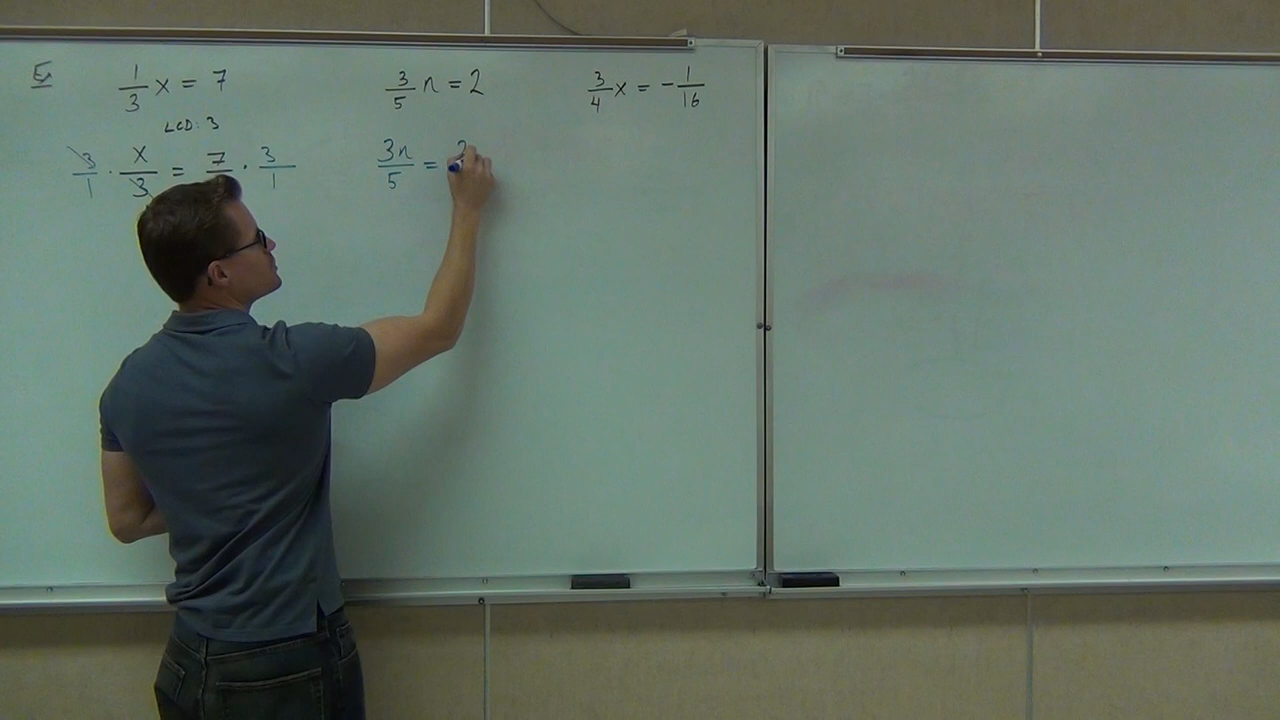 Ex
1/3 x = 7
LCD: 3
3/1 · x/3 = 7/ · 3/1
3/5 n = 2
3n/5 = 2
3/4 x = -1/16